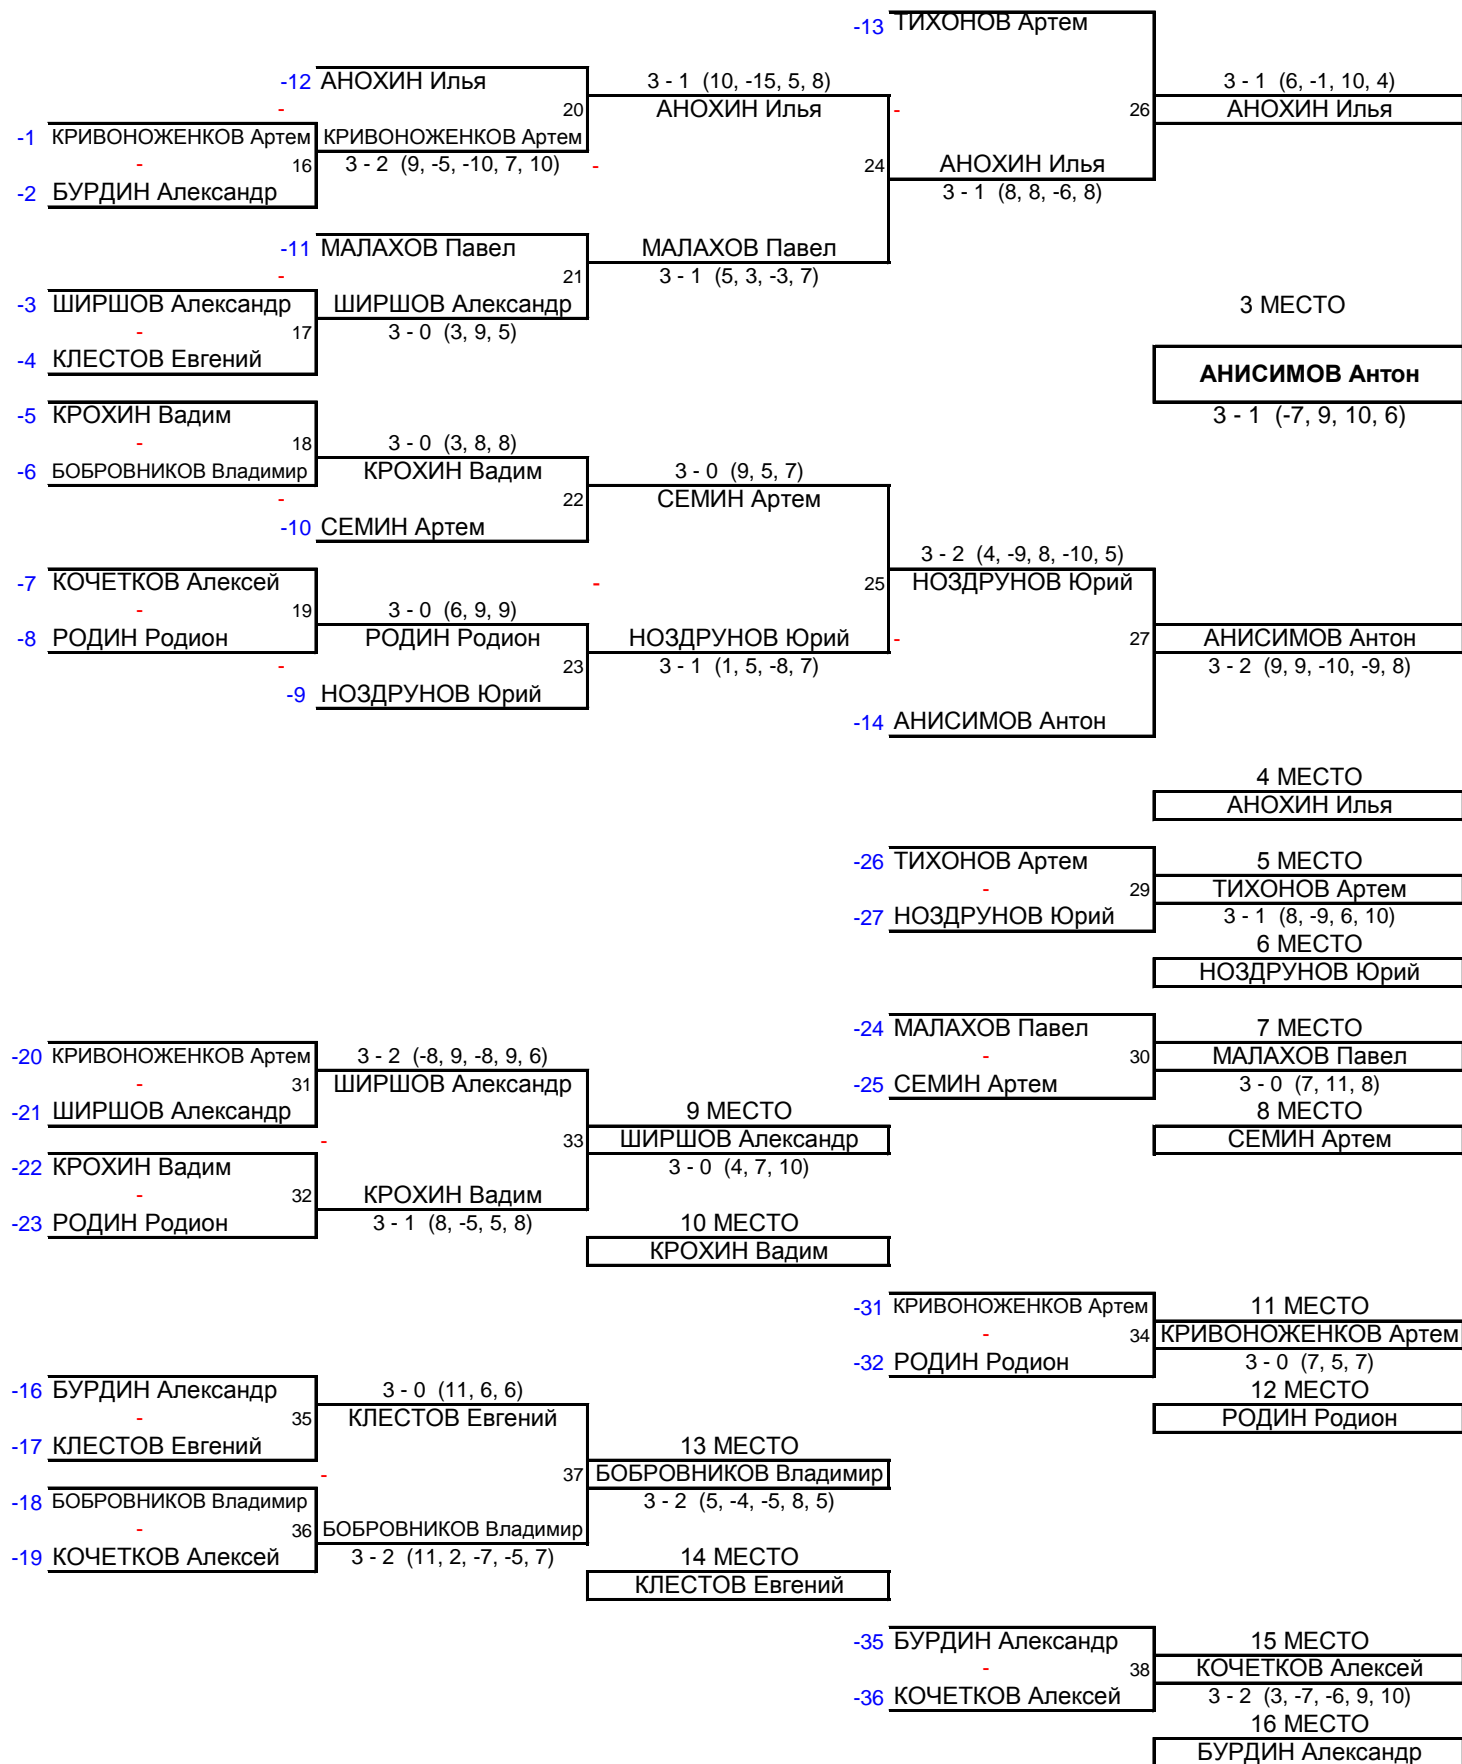 -13 ТИХОНОВ Артем
-12 АНОХИН Илья 3 - 1 (10, -15, 5, 8) 3 - 1 (6, -1, 10, 4)
- 20 АНОХИН Илья - 26 АНОХИН Илья
-1 КРИВОНОЖЕНКОВ Артем КРИВОНОЖЕНКОВ Артем
- 16 3 - 2 (9, -5, -10, 7, 10) - 24 АНОХИН Илья
-2 БУРДИН Александр 3 - 1 (8, 8, -6, 8)
-11 МАЛАХОВ Павел МАЛАХОВ Павел
- 21 3 - 1 (5, 3, -3, 7)
-3 ШИРШОВ Александр ШИРШОВ Александр 3 МЕСТО
- 17 3 - 0 (3, 9, 5)
-4 КЛЕСТОВ Евгений
АНИСИМОВ Антон
-5 КРОХИН Вадим 3 - 1 (-7, 9, 10, 6)
- 18 3 - 0 (3, 8, 8)
-6 БОБРОВНИКОВ Владимир КРОХИН Вадим 3 - 0 (9, 5, 7)
- 22 СЕМИН Артем
-10 СЕМИН Артем
3 - 2 (4, -9, 8, -10, 5)
-7 КОЧЕТКОВ Алексей - 25 НОЗДРУНОВ Юрий
- 19 3 - 0 (6, 9, 9)
-8 РОДИН Родион РОДИН Родион НОЗДРУНОВ Юрий - 27 АНИСИМОВ Антон
- 23 3 - 1 (1, 5, -8, 7) 3 - 2 (9, 9, -10, -9, 8)
-9 НОЗДРУНОВ Юрий
-14 АНИСИМОВ Антон
4 МЕСТО
АНОХИН Илья
-26 ТИХОНОВ Артем 5 МЕСТО
- 29 ТИХОНОВ Артем
-27 НОЗДРУНОВ Юрий 3 - 1 (8, -9, 6, 10)
6 МЕСТО
НОЗДРУНОВ Юрий
-24 МАЛАХОВ Павел 7 МЕСТО
-20 КРИВОНОЖЕНКОВ Артем 3 - 2 (-8, 9, -8, 9, 6) - 30 МАЛАХОВ Павел
- 31 ШИРШОВ Александр -25 СЕМИН Артем 3 - 0 (7, 11, 8)
-21 ШИРШОВ Александр 9 МЕСТО 8 МЕСТО
- 33 ШИРШОВ Александр СЕМИН Артем
-22 КРОХИН Вадим 3 - 0 (4, 7, 10)
- 32 КРОХИН Вадим
-23 РОДИН Родион 3 - 1 (8, -5, 5, 8) 10 МЕСТО
КРОХИН Вадим
-31 КРИВОНОЖЕНКОВ Артем 11 МЕСТО
- 34 КРИВОНОЖЕНКОВ Артем
-32 РОДИН Родион 3 - 0 (7, 5, 7)
-16 БУРДИН Александр 3 - 0 (11, 6, 6) 12 МЕСТО
- 35 КЛЕСТОВ Евгений РОДИН Родион
-17 КЛЕСТОВ Евгений 13 МЕСТО
- 37 БОБРОВНИКОВ Владимир
-18 БОБРОВНИКОВ Владимир 3 - 2 (5, -4, -5, 8, 5)
- 36 БОБРОВНИКОВ Владимир
-19 КОЧЕТКОВ Алексей 3 - 2 (11, 2, -7, -5, 7) 14 МЕСТО
КЛЕСТОВ Евгений
-35 БУРДИН Александр 15 МЕСТО
- 38 КОЧЕТКОВ Алексей
-36 КОЧЕТКОВ Алексей 3 - 2 (3, -7, -6, 9, 10)
16 МЕСТО
БУРДИН Александр